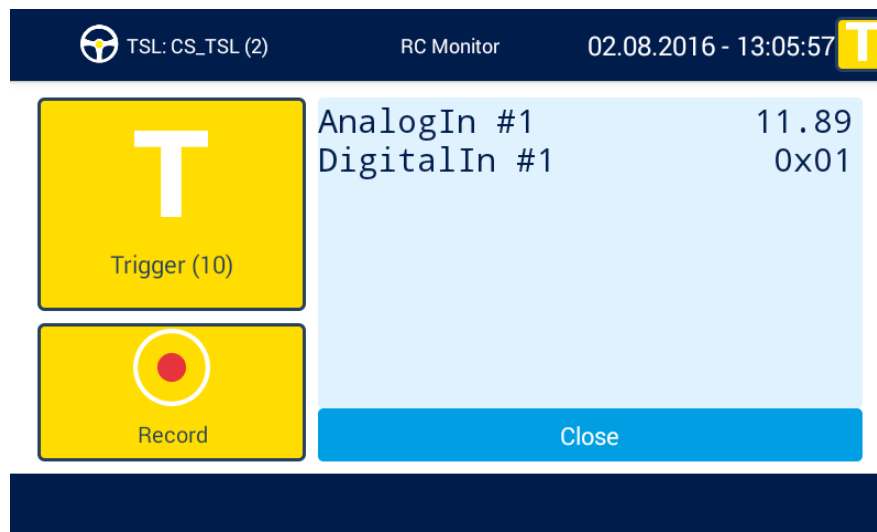 TSL: CS_TSL (2) RC Monitor 02.08.2016 - 13:05:57 T
T
Trigger (10)
Record
AnalogIn #1 11.89
DigitalIn #1 0x01
Close